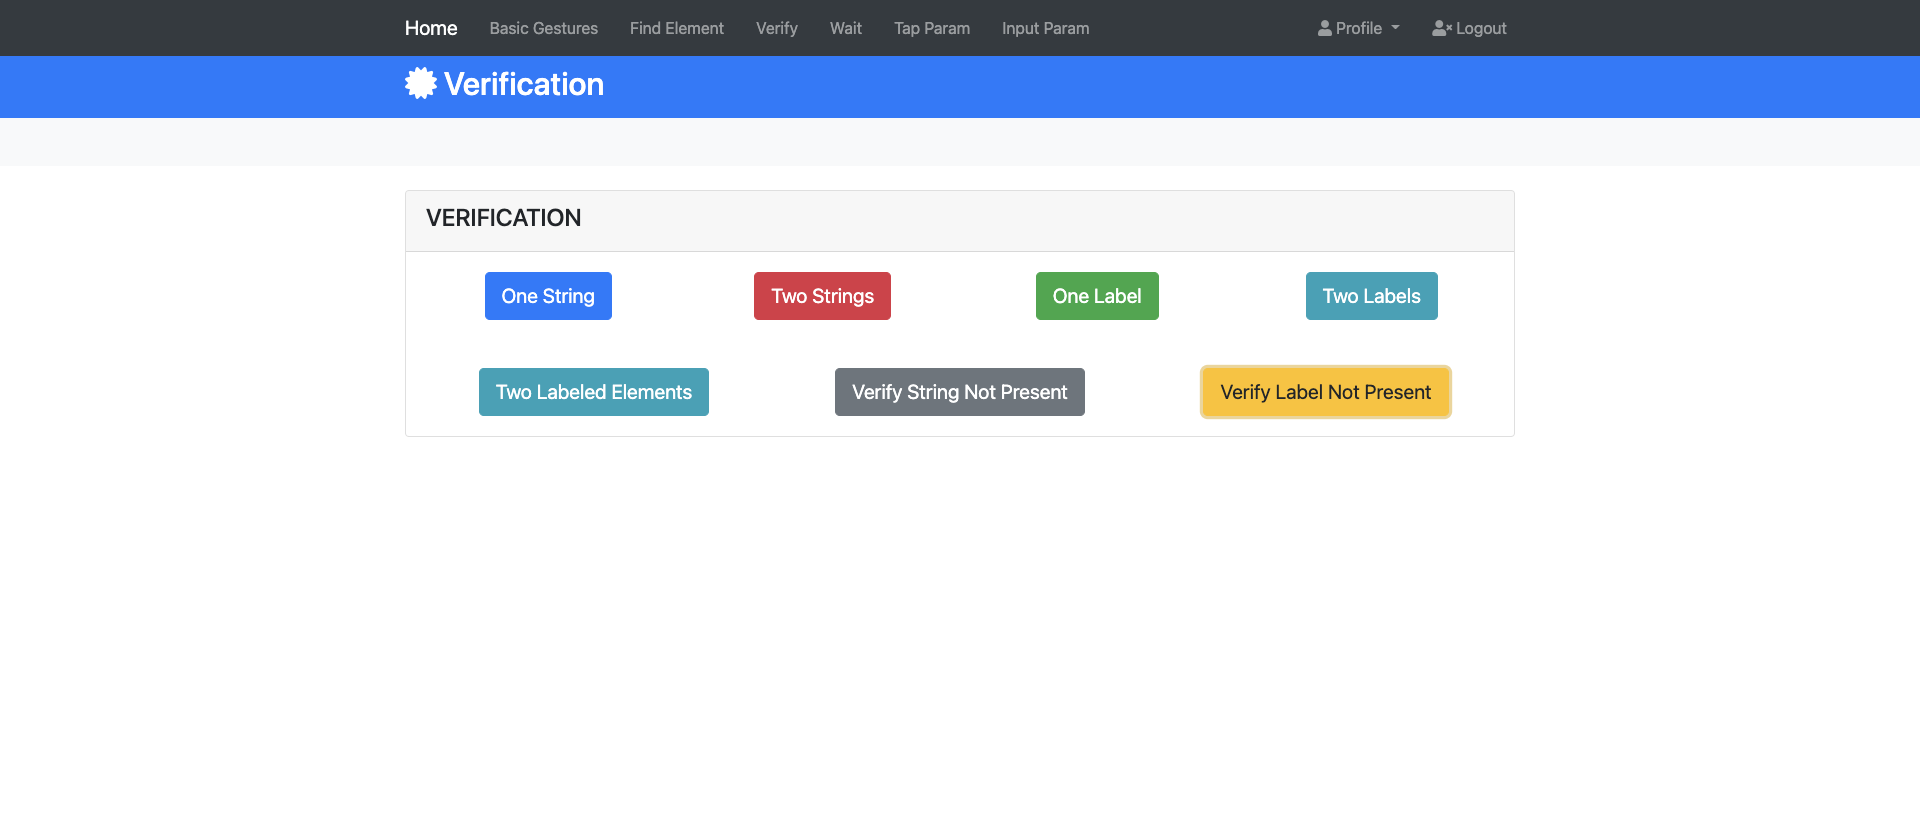 Home Basic Gestures Find Element Verify Wait Tap Param Input Param Profile Logout
Verification
VERIFICATION
One String Two Strings One Label Two Labels
Two Labeled Elements Verify String Not Present Verify Label Not Present